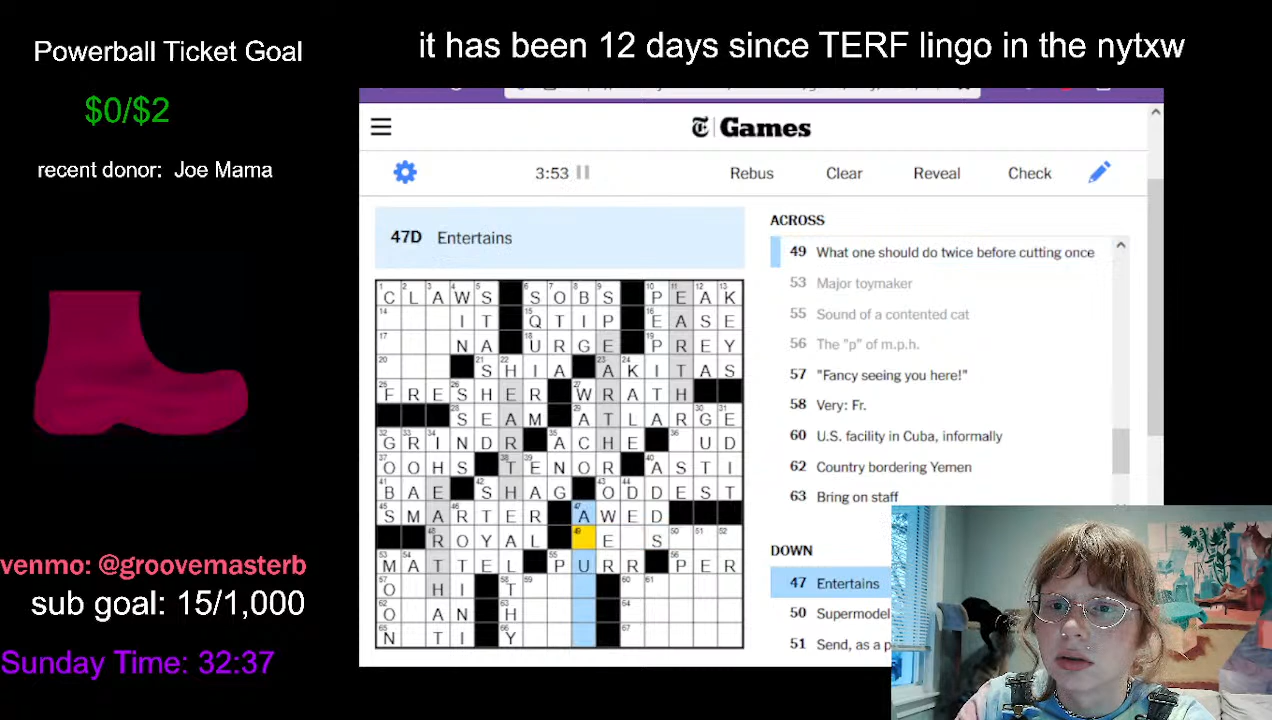 Powerball Ticket Goal
$0/$2
recent donor: Joe Mama
it has been 12 days since TERF lingo in the nytxw
T Games
3:53
Rebus
Clear
Reveal
Check
47D Entertains
C L A W S S O B S P E A K
I T Q T I P E A S E
N A U R G E P R E Y
S H I A A K I T A S
F R E S H E R W R A T H
S E A M A T L A R G E
G R I N D R A C H E U D
O O H S T E N O R A S T I
B A E S H A G O D D E S T
S M A R T E R A W E D
R O Y A L E S
M A T T E L P U R R P E R
O H I T
O A N H
N T I Y
ACROSS
49 What one should do twice before cutting once
53 Major toymaker
55 Sound of a contented cat
56 The "p" of m.p.h.
57 "Fancy seeing you here!"
58 Very: Fr.
60 U.S. facility in Cuba, informally
62 Country bordering Yemen
63 Bring on staff
DOWN
47 Entertains
50 Supermodel
51 Send, as a p
venmo: @groovemasterb
sub goal: 15/1,000
Sunday Time: 32:37